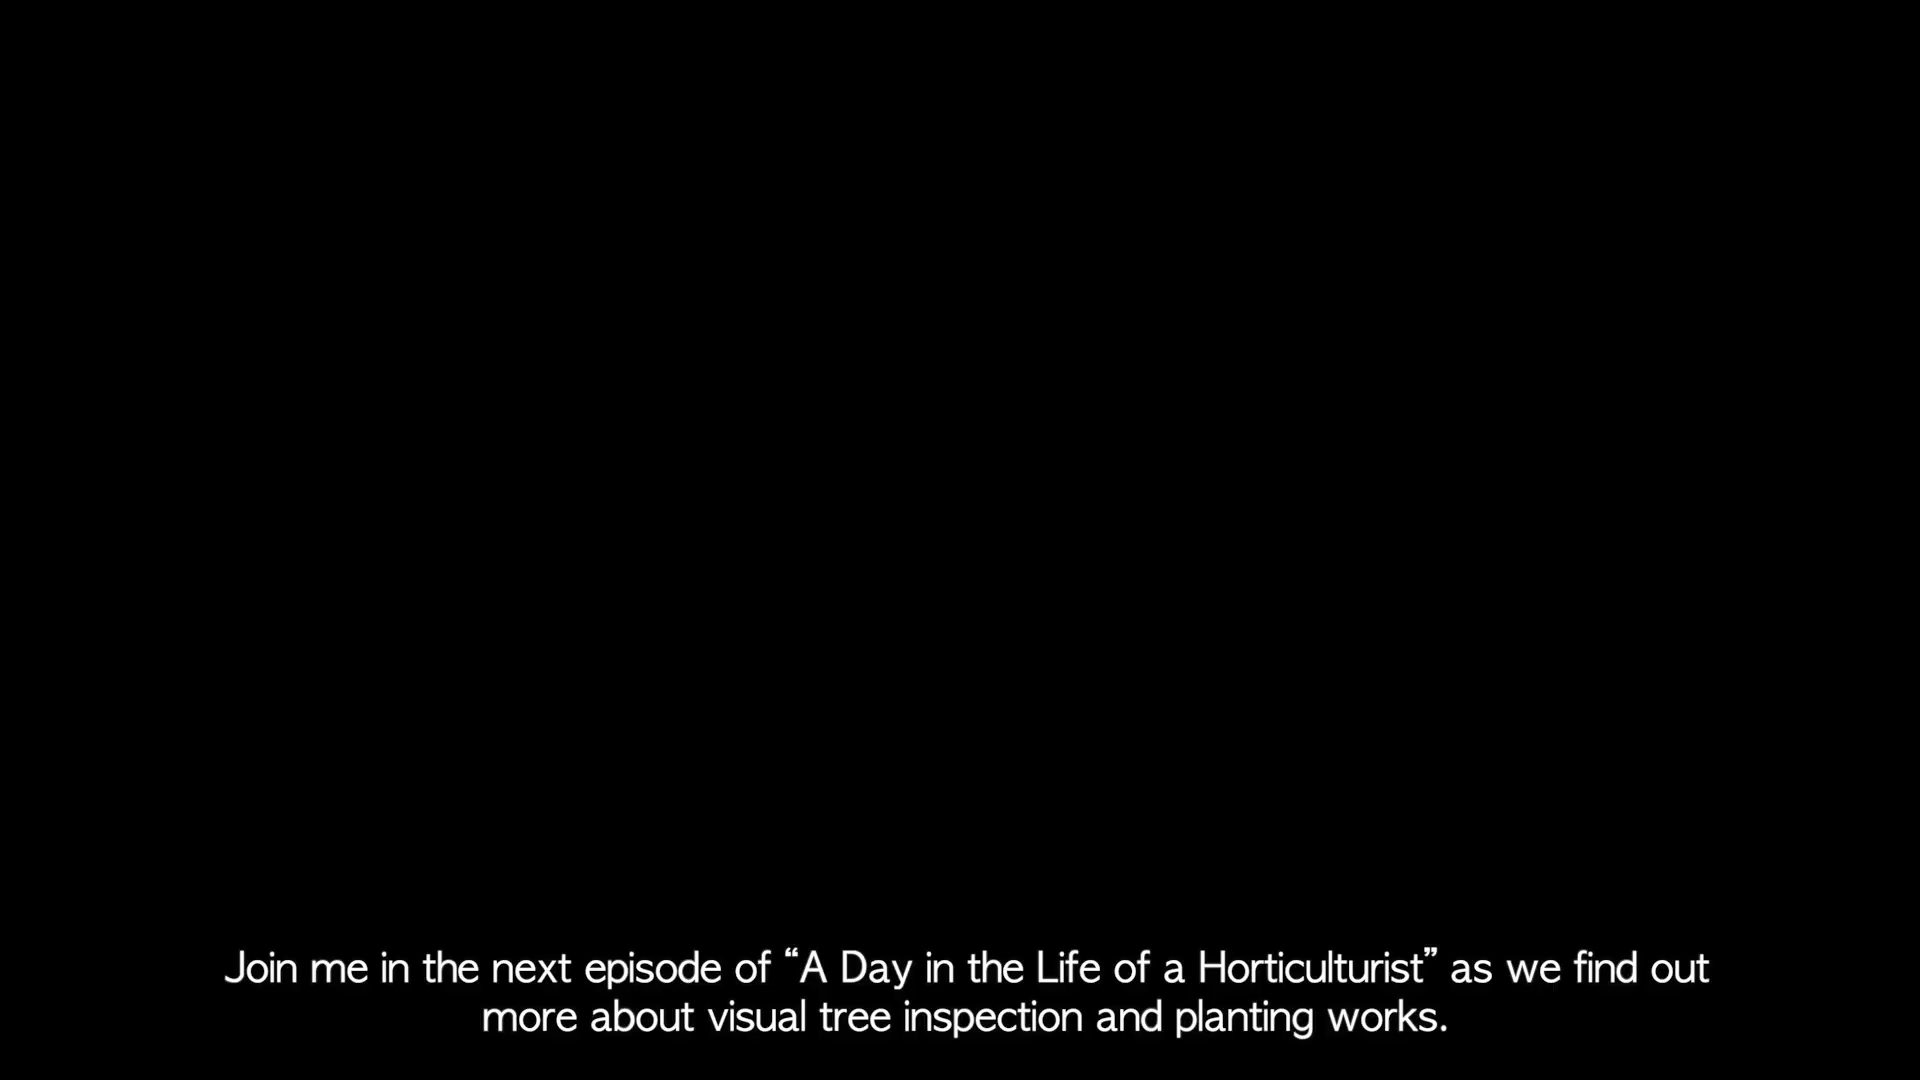 Join me in the next episode of “A Day in the Life of a Horticulturist” as we find out
more about visual tree inspection and planting works.